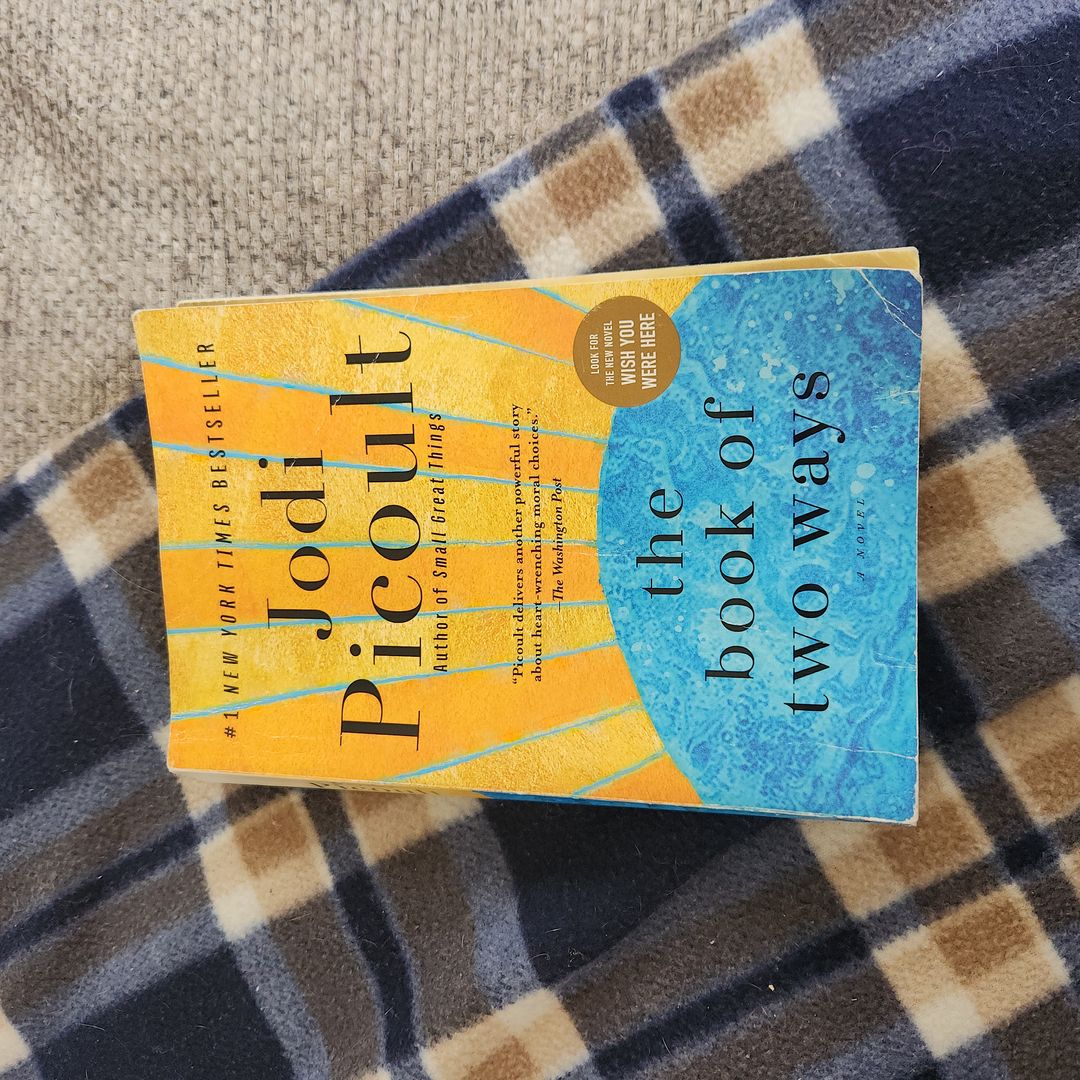 #1 NEW YORK TIMES BESTSELLER
Jodi
Picoult
Author of Small Great Things
“Picoult delivers another powerful story
about heart-wrenching moral choices.”
—The Washington Post
LOOK FOR
THE NEW NOVEL
WISH YOU
WERE HERE
the
book of
two ways
A NOVEL